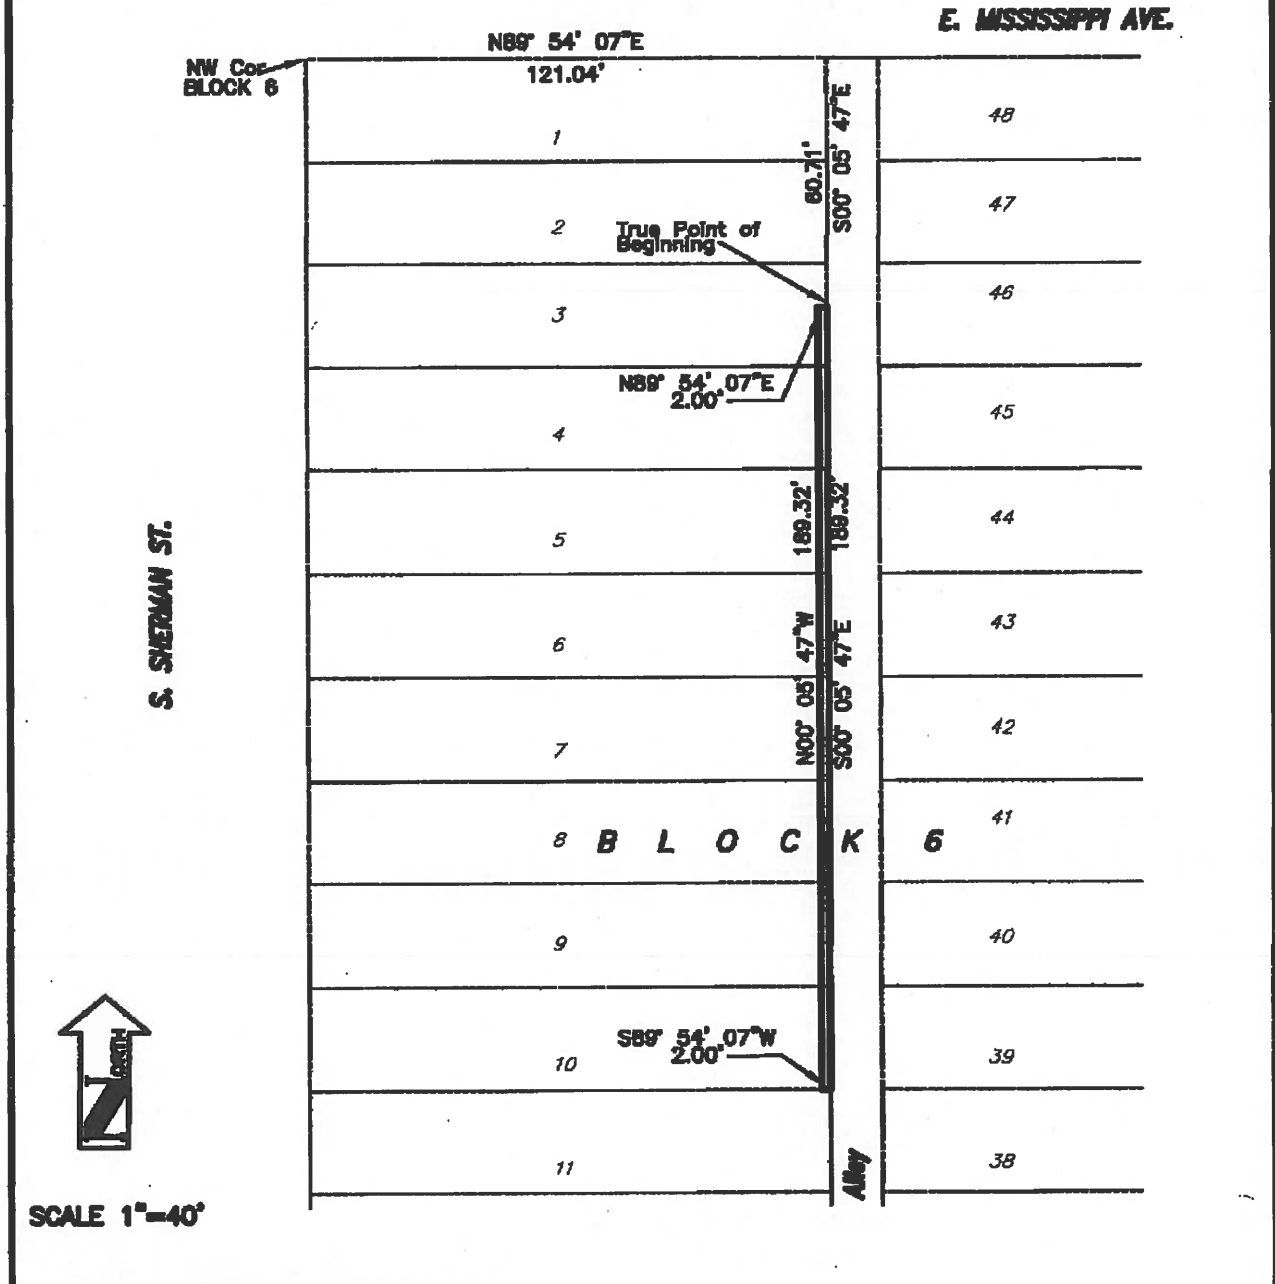 E. MISSISSIPPI AVE.
N89° 54' 07"E
121.04'
NW Cor
BLOCK 6
1
2
3
4
5
6
7
8
9
10
11
48
47
46
45
44
43
42
41
40
39
38
60.71'
S00° 05' 47"E
True Point of
Beginning
N89° 54' 07"E
2.00'
189.32'
N00° 05' 47"W
189.32'
S00° 05' 47"E
S. SHERMAN ST.
BLOCK 6
S89° 54' 07"W
2.00'
Alley
NORTH
SCALE 1"=40'